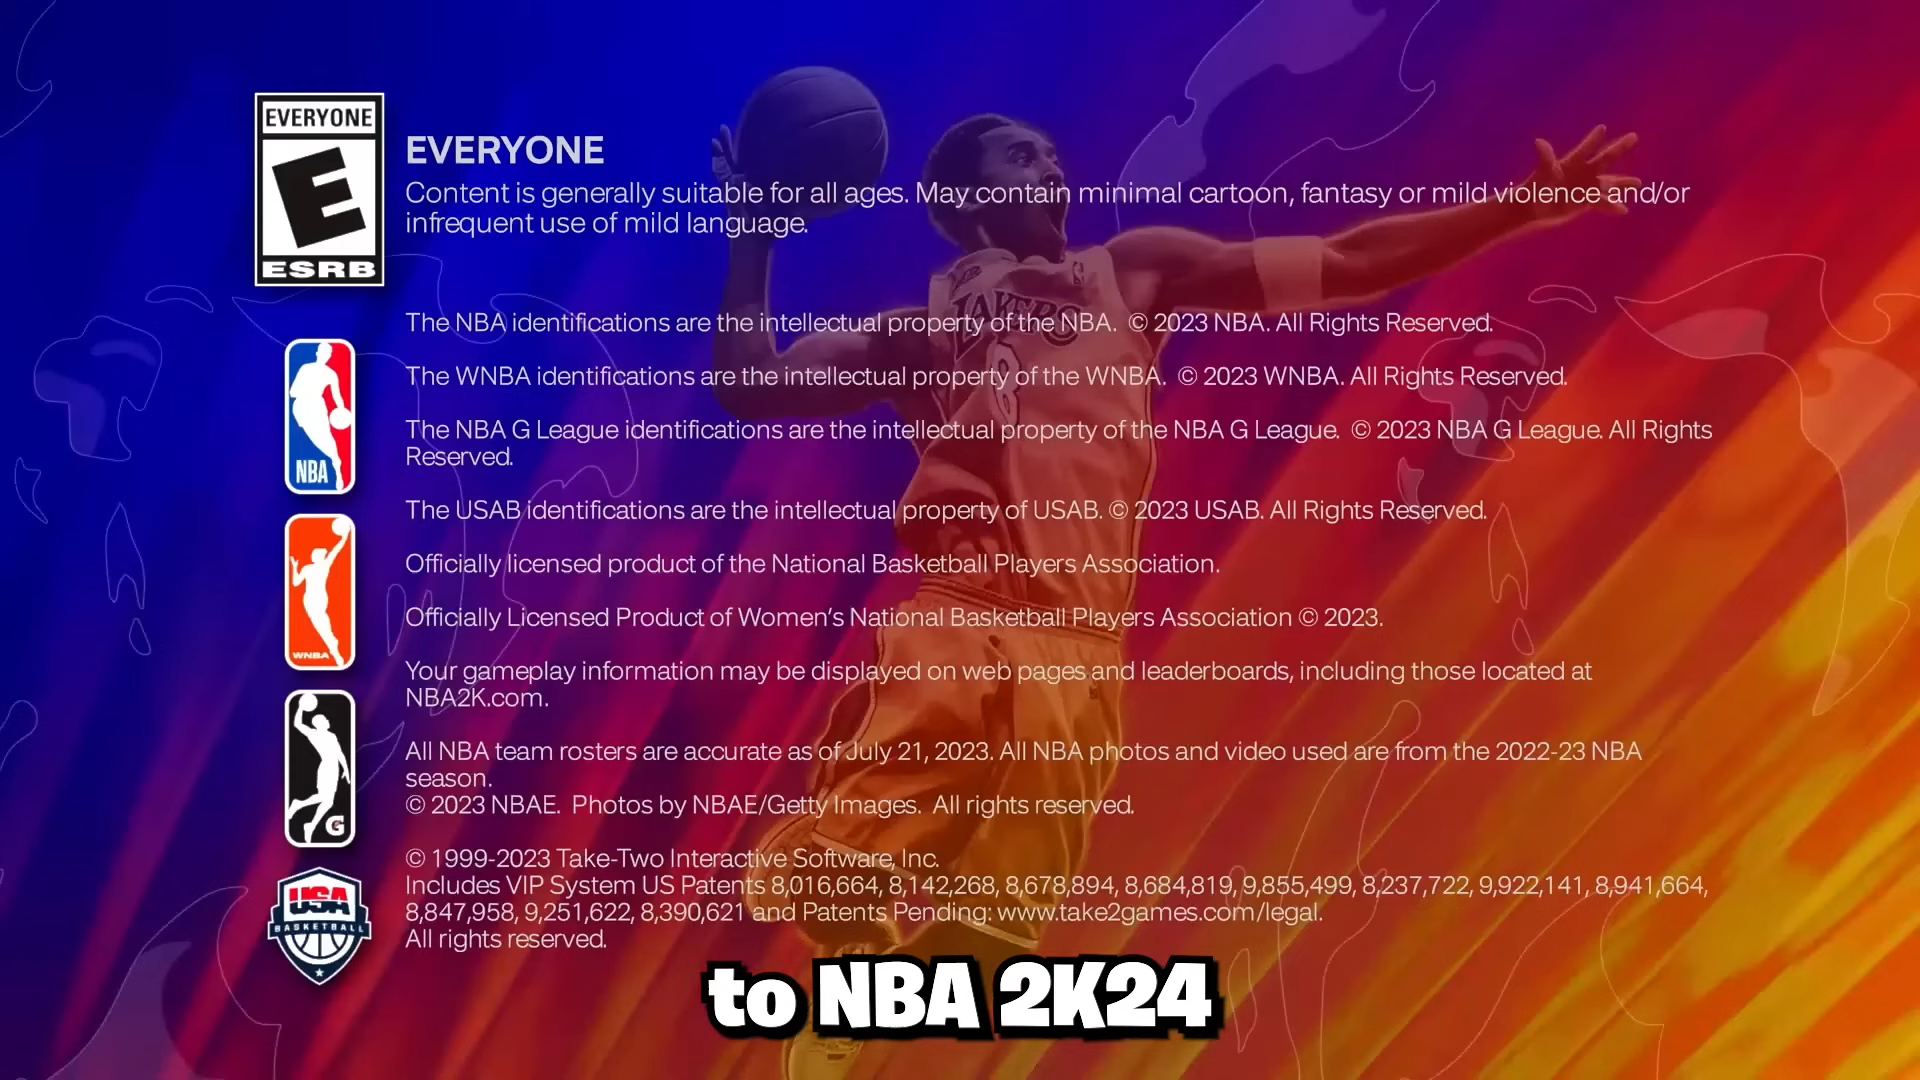 EVERYONE
E
ESRB
EVERYONE
Content is generally suitable for all ages. May contain minimal cartoon, fantasy or mild violence and/or
infrequent use of mild language.
LAKERS
8
The NBA identifications are the intellectual property of the NBA.  © 2023 NBA. All Rights Reserved.
NBA
The WNBA identifications are the intellectual property of the WNBA.  © 2023 WNBA. All Rights Reserved.
The NBA G League identifications are the intellectual property of the NBA G League.  © 2023 NBA G League. All Rights
Reserved.
The USAB identifications are the intellectual property of USAB. © 2023 USAB. All Rights Reserved.
WNBA
Officially licensed product of the National Basketball Players Association.
Officially Licensed Product of Women’s National Basketball Players Association © 2023.
Your gameplay information may be displayed on web pages and leaderboards, including those located at
NBA2K.com.
G
All NBA team rosters are accurate as of July 21, 2023. All NBA photos and video used are from the 2022-23 NBA
season.
© 2023 NBAE.  Photos by NBAE/Getty Images.  All rights reserved.
USA
BASKETBALL
© 1999-2023 Take-Two Interactive Software, Inc.
Includes VIP System US Patents 8,016,664, 8,142,268, 8,678,894, 8,684,819, 9,855,499, 8,237,722, 9,922,141, 8,941,664,
8,847,958, 9,251,622, 8,390,621 and Patents Pending: www.take2games.com/legal.
All rights reserved.
to NBA 2K24